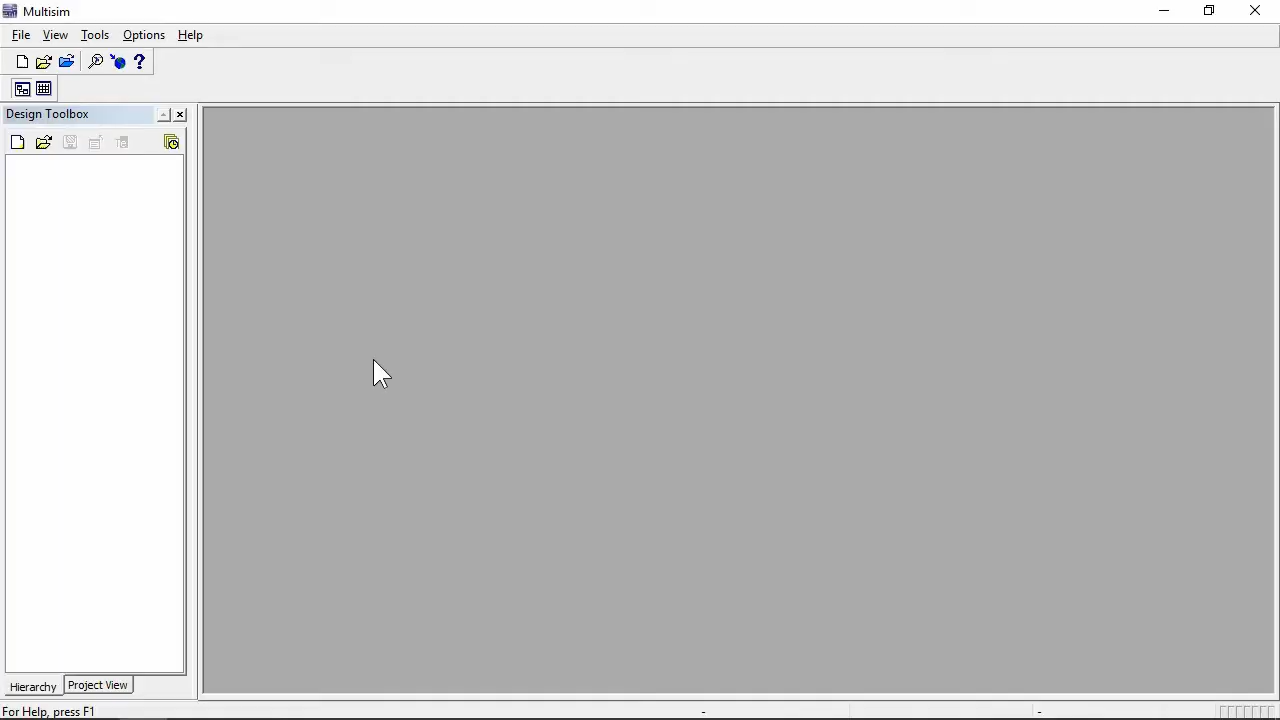 Multisim
File View Tools Options Help
Design Toolbox
Hierarchy Project View
For Help, press F1 - -